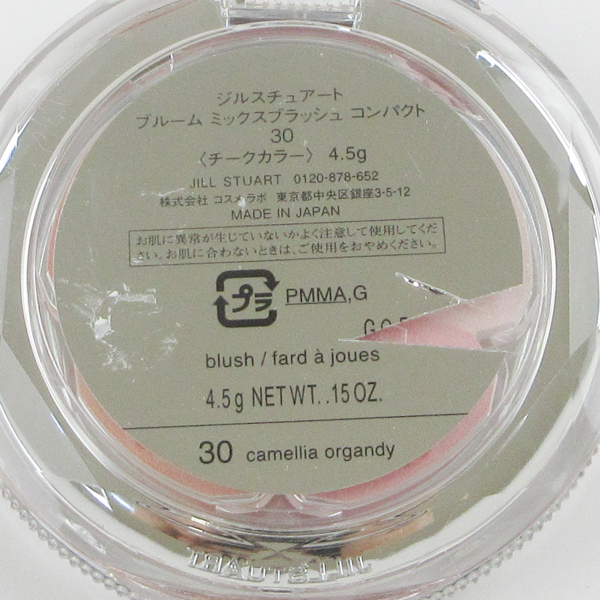 ジルスチュアート
ブルーム ミックスブラッシュ コンパクト
30
〈チークカラー〉 4.5g
JILL STUART 0120-878-652
株式会社 コスメラボ 東京都中央区銀座3-5-12
MADE IN JAPAN
お肌に異常が生じていないかよく注意して使用してくだ
さい。お肌に合わないときは、ご使用をおやめください。
プラ PMMA,G
blush / fard à joues
4.5g NET WT. .15 OZ.
30 camellia organdy
JILL STUART